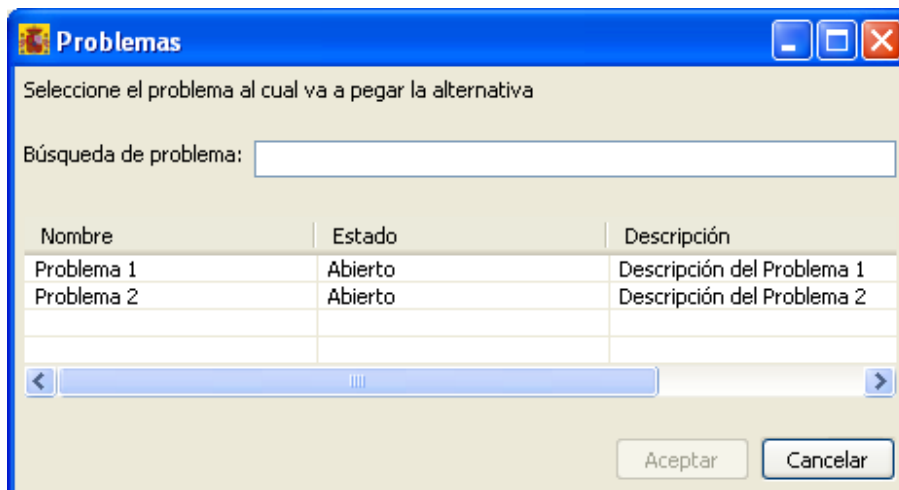 Problemas
Seleccione el problema al cual va a pegar la alternativa
Búsqueda de problema:
Nombre Estado Descripción
Problema 1 Abierto Descripción del Problema 1
Problema 2 Abierto Descripción del Problema 2
Aceptar Cancelar